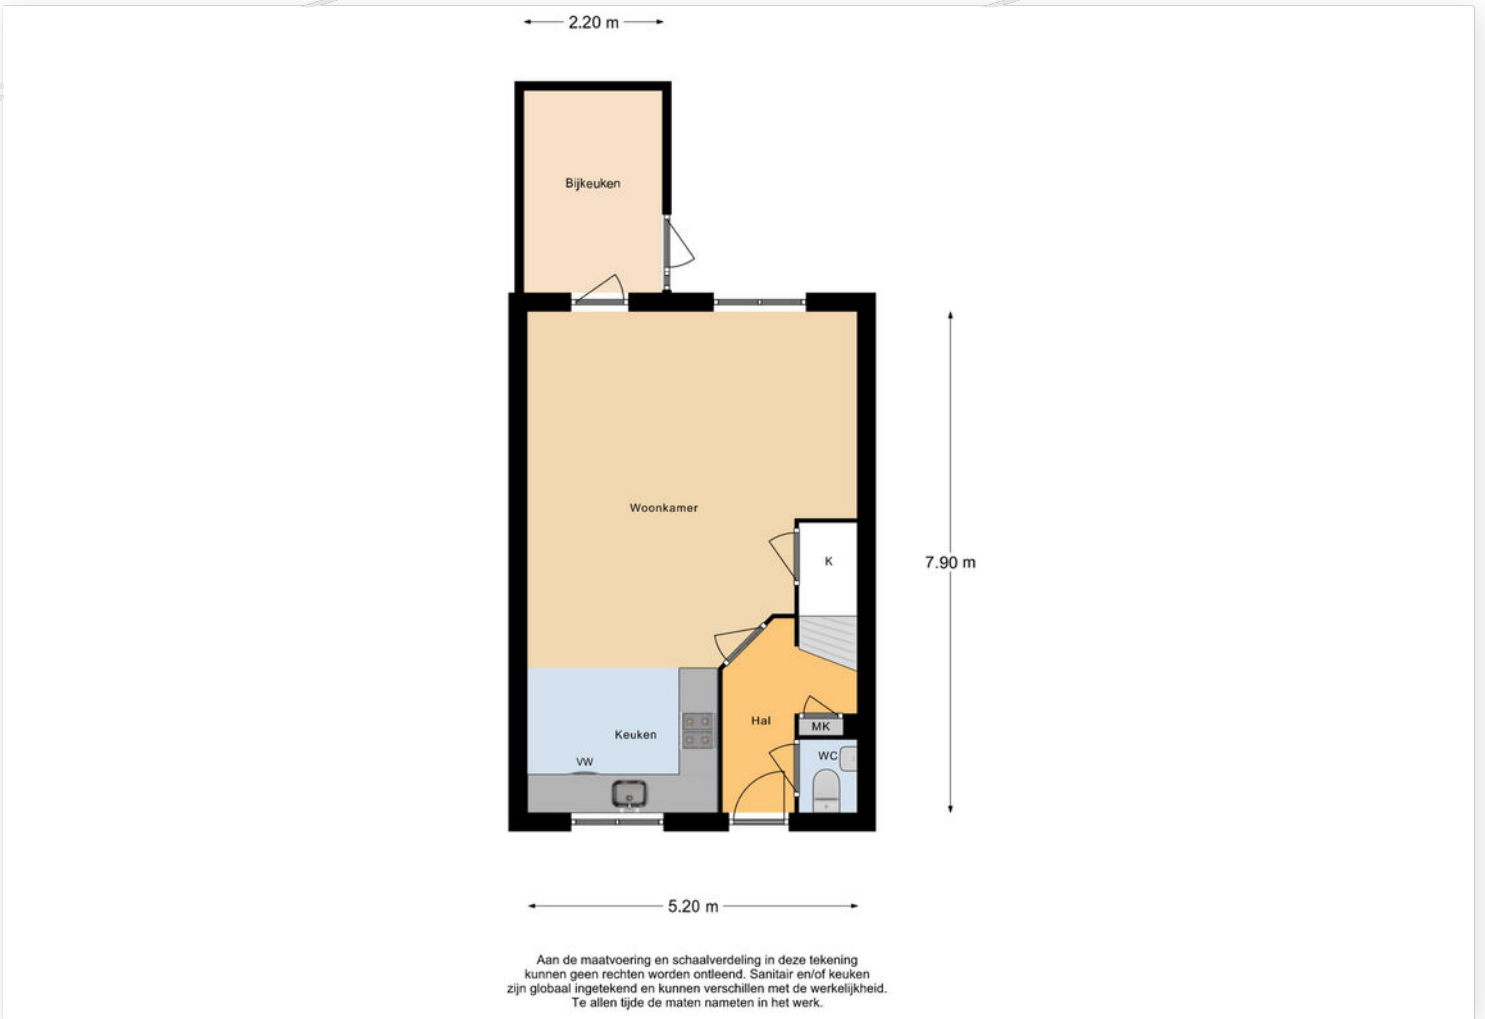 2.20 m
Bijkeuken
Woonkamer
K
7.90 m
Hal
MK
Keuken
WC
VW
5.20 m
Aan de maatvoering en schaalverdeling in deze tekening
kunnen geen rechten worden ontleend. Sanitair en/of keuken
zijn globaal ingetekend en kunnen verschillen met de werkelijkheid.
Te allen tijde de maten nameten in het werk.